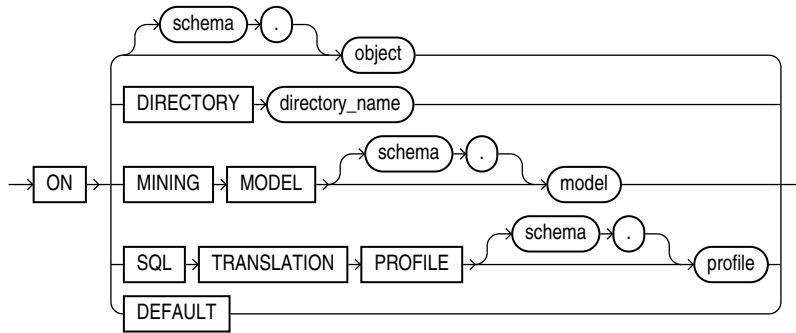 schema .
object
DIRECTORY directory_name
schema .
ON MINING MODEL model
schema .
SQL TRANSLATION PROFILE profile
DEFAULT